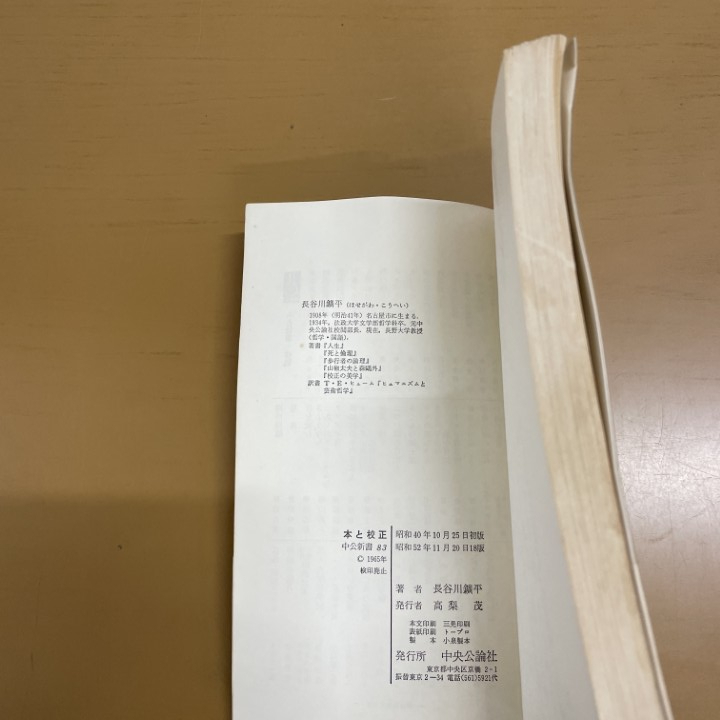 長谷川鑛平(はせがわ・こうへい)
1908年(明治41年)名古屋市に生まる。
1934年、法政大学文学部哲学科卒。元中
央公論社校閲部長。現在、長野大学教授
(哲学・国語)。
著書『人生』
『死と倫理』
『歩行者の論理』
『山椒太夫と森鷗外』
『校正の美学』
訳書 T・E・ヒューム『ヒュマニズムと
芸術哲学』
本と校正
中公新書 83
© 1965年
検印廃止
昭和40年10月25日初版
昭和52年11月20日18版
著者 長谷川鑛平
発行者 高梨茂
本文印刷 三晃印刷
表紙印刷 トープロ
製本 小泉製本
発行所 中央公論社
東京都中央区京橋 2-1
振替東京2-34 電話(561)5921代